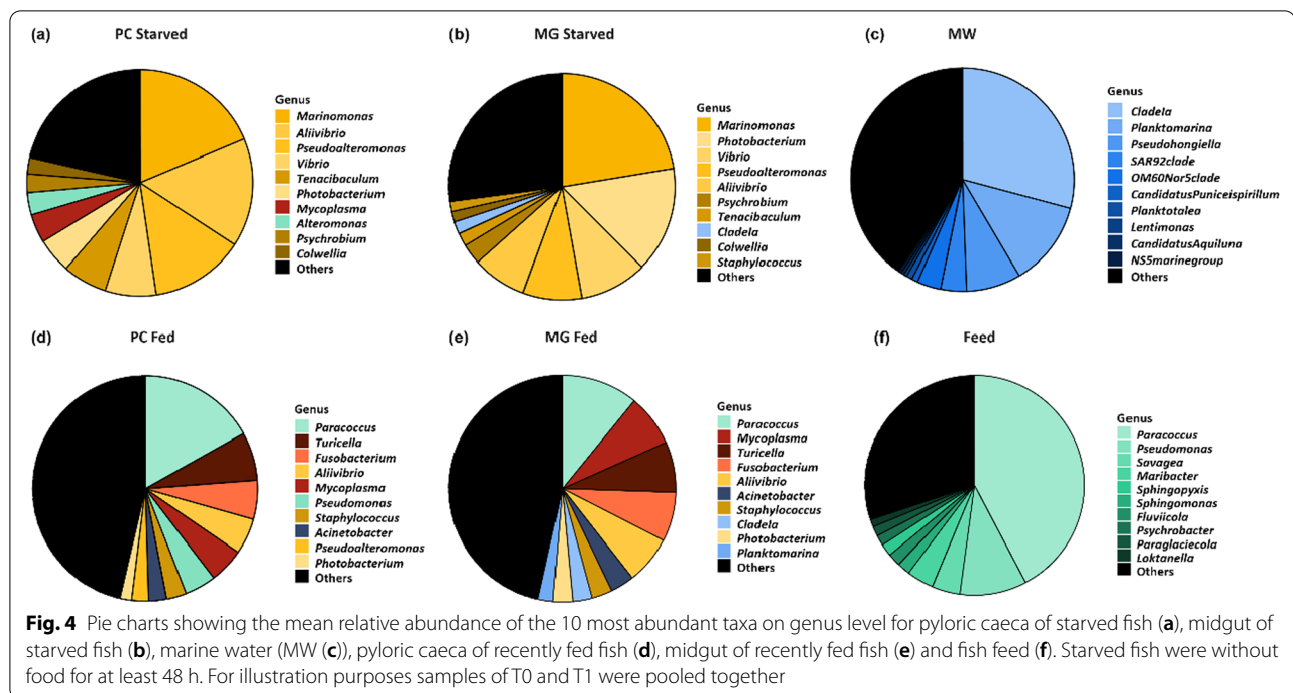 (a) PC Starved
Genus
Marinomonas
Aliivibrio
Pseudoalteromonas
Vibrio
Tenacibaculum
Photobacterium
Mycoplasma
Alteromonas
Psychrobium
Colwellia
Others
(b) MG Starved
Genus
Marinomonas
Photobacterium
Vibrio
Pseudoalteromonas
Aliivibrio
Psychrobium
Tenacibaculum
CladeIa
Colwellia
Staphylococcus
Others
(c) MW
Genus
CladeIa
Planktomarina
Pseudohongiella
SAR92clade
OM60Nor5clade
CandidatusPuniceispirillum
Planktotalea
Lentimonas
CandidatusAquiluna
NS5marinegroup
Others
(d) PC Fed
Genus
Paracoccus
Turicella
Fusobacterium
Aliivibrio
Mycoplasma
Pseudomonas
Staphylococcus
Acinetobacter
Pseudoalteromonas
Photobacterium
Others
(e) MG Fed
Genus
Paracoccus
Mycoplasma
Turicella
Fusobacterium
Aliivibrio
Acinetobacter
Staphylococcus
CladeIa
Photobacterium
Planktomarina
Others
(f) Feed
Genus
Paracoccus
Pseudomonas
Savagea
Maribacter
Sphingopyxis
Sphingomonas
Fluviicola
Psychrobacter
Paraglaciecola
Loktanella
Others
Fig. 4 Pie charts showing the mean relative abundance of the 10 most abundant taxa on genus level for pyloric caeca of starved fish (a), midgut of
starved fish (b), marine water (MW (c)), pyloric caeca of recently fed fish (d), midgut of recently fed fish (e) and fish feed (f). Starved fish were without
food for at least 48 h. For illustration purposes samples of T0 and T1 were pooled together